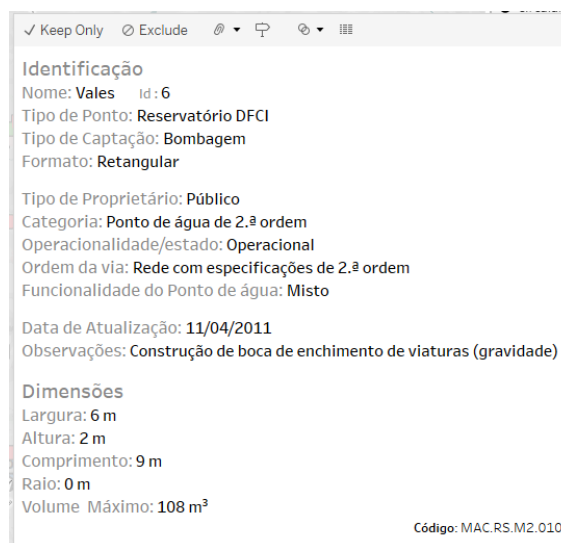 Keep Only Exclude
Identificação
Nome: Vales Id : 6
Tipo de Ponto: Reservatório DFCI
Tipo de Captação: Bombagem
Formato: Retangular
Tipo de Proprietário: Público
Categoria: Ponto de água de 2.ª ordem
Operacionalidade/estado: Operacional
Ordem da via: Rede com especificações de 2.ª ordem
Funcionalidade do Ponto de água: Misto
Data de Atualização: 11/04/2011
Observações: Construção de boca de enchimento de viaturas (gravidade)
Dimensões
Largura: 6 m
Altura: 2 m
Comprimento: 9 m
Raio: 0 m
Volume Máximo: 108 m³
Código: MAC.RS.M2.010